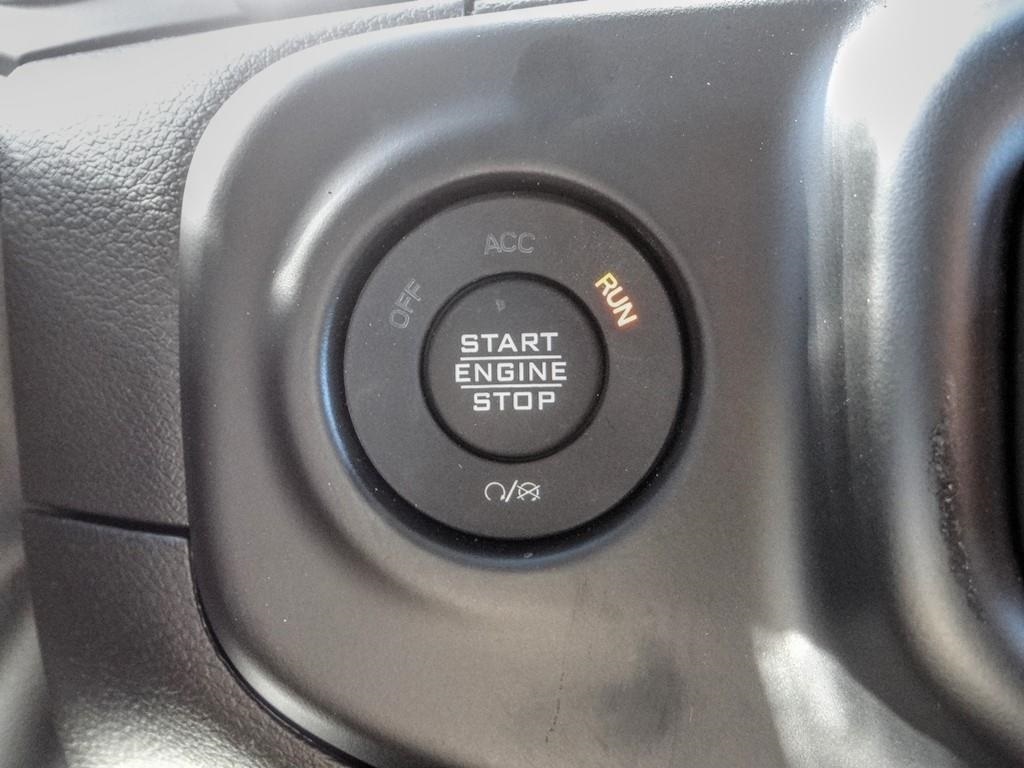 ACC
OFF
RUN
START
ENGINE
STOP